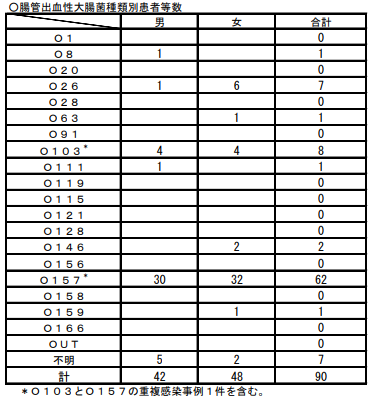 ○腸管出血性大腸菌種類別患者等数
男 女 合計
Ｏ１ 0
Ｏ８ 1 1
Ｏ２０ 0
Ｏ２６ 1 6 7
Ｏ２８ 0
Ｏ６３ 1 1
Ｏ９１ 0
Ｏ１０３* 4 4 8
Ｏ１１１ 1 1
Ｏ１１９ 0
Ｏ１１５ 0
Ｏ１２１ 0
Ｏ１２８ 0
Ｏ１４６ 2 2
Ｏ１５６ 0
Ｏ１５７* 30 32 62
Ｏ１５８ 0
Ｏ１５９ 1 1
Ｏ１６６ 0
ＯＵＴ 0
不明 5 2 7
計 42 48 90
＊Ｏ１０３とＯ１５７の重複感染事例１件を含む。